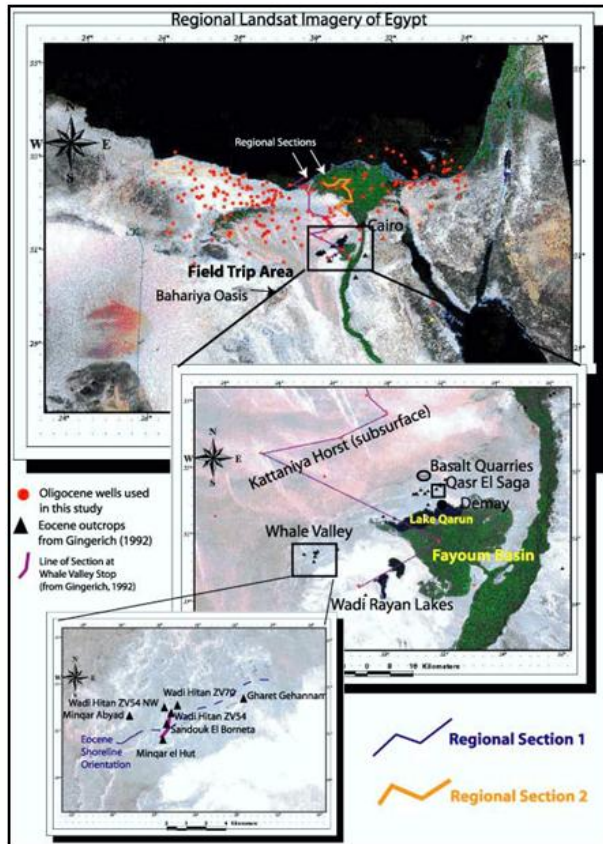 Regional Landsat Imagery of Egypt
N
W E
S
Regional Sections
Cairo
Field Trip Area
Bahariya Oasis
Kattaniya Horst (subsurface)
N
W E
S
Basalt Quarries
Qasr El Saga
Demay
Lake Qarun
Whale Valley
Fayoum Basin
Wadi Rayan Lakes
Kilometers
Oligocene wells used
in this study
Eocene outcrops
from Gingerich (1992)
Line of Section at
Whale Valley Stop
(from Gingerich, 1992)
Wadi Hitan ZV70
Gharet Gehannam
Wadi Hitan ZV54 NW
Minqar Abyad
Wadi Hitan ZV54
Sandouk El Borneta
Eocene
Shoreline
Orientation
Minqar el Hut
Kilometers
Regional Section 1
Regional Section 2